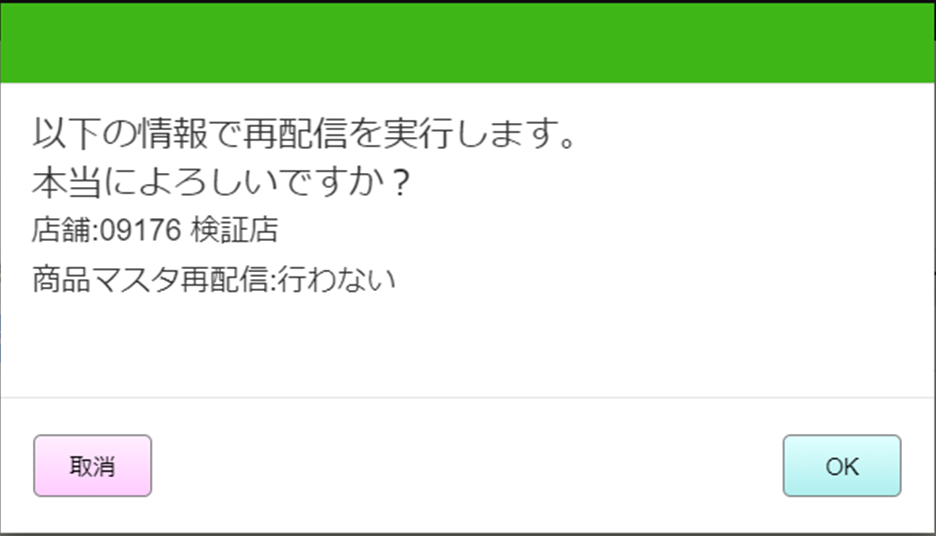 以下の情報で再配信を実行します。
本当によろしいですか？
店舗:09176 検証店
商品マスタ再配信:行わない
取消
OK